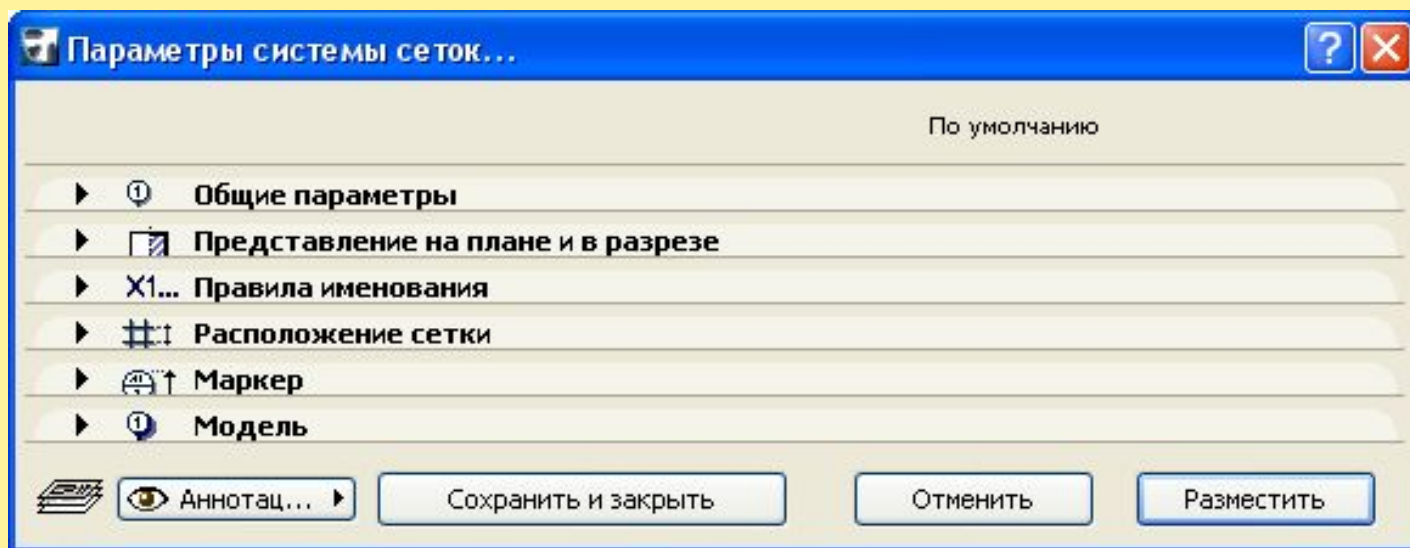 Параметры системы сеток...
По умолчанию
Общие параметры
Представление на плане и в разрезе
X1... Правила именования
Расположение сетки
Маркер
Модель
Аннотац... Сохранить и закрыть Отменить Разместить